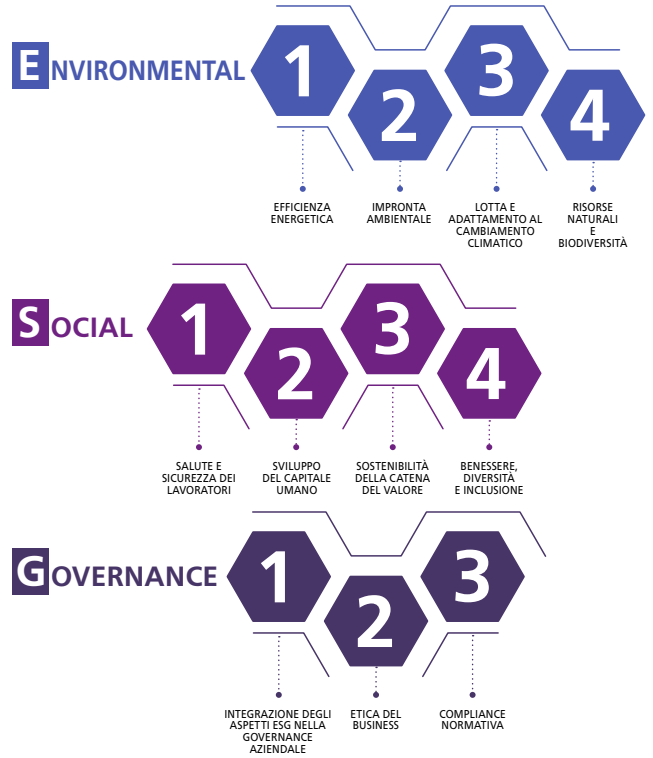 ENVIRONMENTAL
1
2
3
4
EFFICIENZA
ENERGETICA
IMPRONTA
AMBIENTALE
LOTTA E
ADATTAMENTO AL
CAMBIAMENTO
CLIMATICO
RISORSE
NATURALI
E
BIODIVERSITÀ
SOCIAL
1
2
3
4
SALUTE E
SICUREZZA DEI
LAVORATORI
SVILUPPO
DEL CAPITALE
UMANO
SOSTENIBILITÀ
DELLA CATENA
DEL VALORE
BENESSERE,
DIVERSITÀ
E INCLUSIONE
GOVERNANCE
1
2
3
INTEGRAZIONE DEGLI
ASPETTI ESG NELLA
GOVERNANCE
AZIENDALE
ETICA DEL
BUSINESS
COMPLIANCE
NORMATIVA